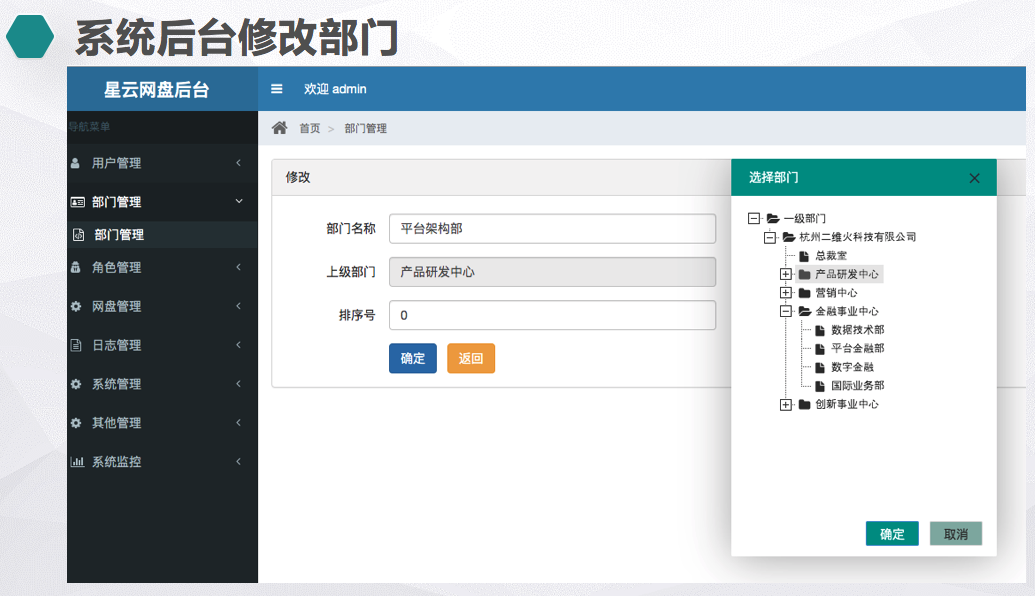 系统后台修改部门
星云网盘后台
欢迎 admin
导航菜单
首页 > 部门管理
用户管理
部门管理
部门管理
角色管理
网盘管理
日志管理
系统管理
其他管理
系统监控
修改
部门名称 平台架构部
上级部门 产品研发中心
排序号 0
确定 返回
选择部门
一级部门
杭州二维火科技有限公司
总裁室
产品研发中心
营销中心
金融事业中心
数据技术部
平台金融部
数字金融
国际业务部
创新事业中心
确定 取消